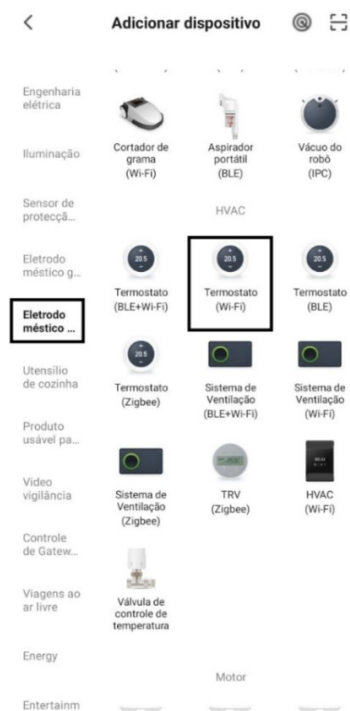 Adicionar dispositivo
Engenharia
elétrica
Iluminação
Sensor de
protecçã...
Eletrodo
méstico g...
Eletrodo
méstico ...
Utensílio
de cozinha
Produto
usável pa...
Video
vigilância
Controle
de Gatew...
Viagens ao
ar livre
Energy
Entertainm
Cortador de
grama
(Wi-Fi)
Aspirador
portátil
(BLE)
Vácuo do
robô
(IPC)
HVAC
20.5
Termostato
(BLE+Wi-Fi)
20.5
Termostato
(Wi-Fi)
20.5
Termostato
(BLE)
20.5
Termostato
(Zigbee)
Sistema de
Ventilação
(BLE+Wi-Fi)
Sistema de
Ventilação
(Wi-Fi)
Sistema de
Ventilação
(Zigbee)
TRV
(Zigbee)
HVAC
(Wi-Fi)
Válvula de
controle de
temperatura
Motor